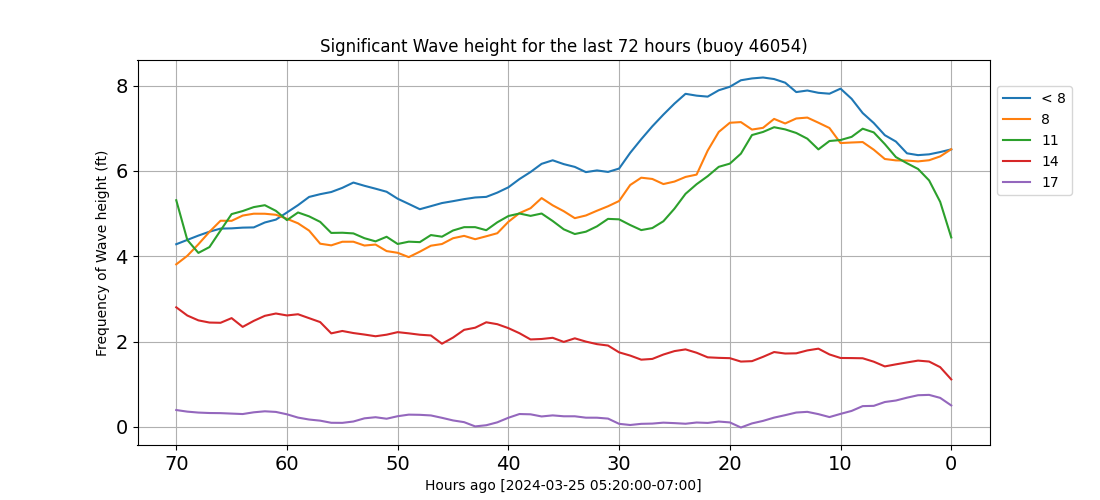 Significant Wave height for the last 72 hours (buoy 46054)
Frequency of Wave height (ft)
8
6
4
2
0
70 60 50 40 30 20 10 0
Hours ago [2024-03-25 05:20:00-07:00]
< 8
8
11
14
17